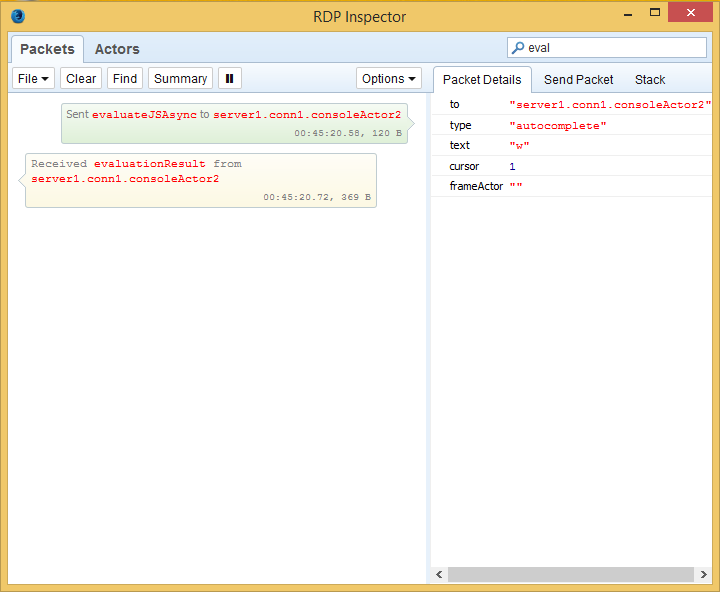 RDP Inspector
Packets Actors
eval
File Clear Find Summary Options
Packet Details Send Packet Stack
Sent evaluateJSAsync to server1.conn1.consoleActor2
00:45:20.58, 120 B
Received evaluationResult from
server1.conn1.consoleActor2
00:45:20.72, 369 B
to "server1.conn1.consoleActor2"
type "autocomplete"
text "w"
cursor 1
frameActor ""